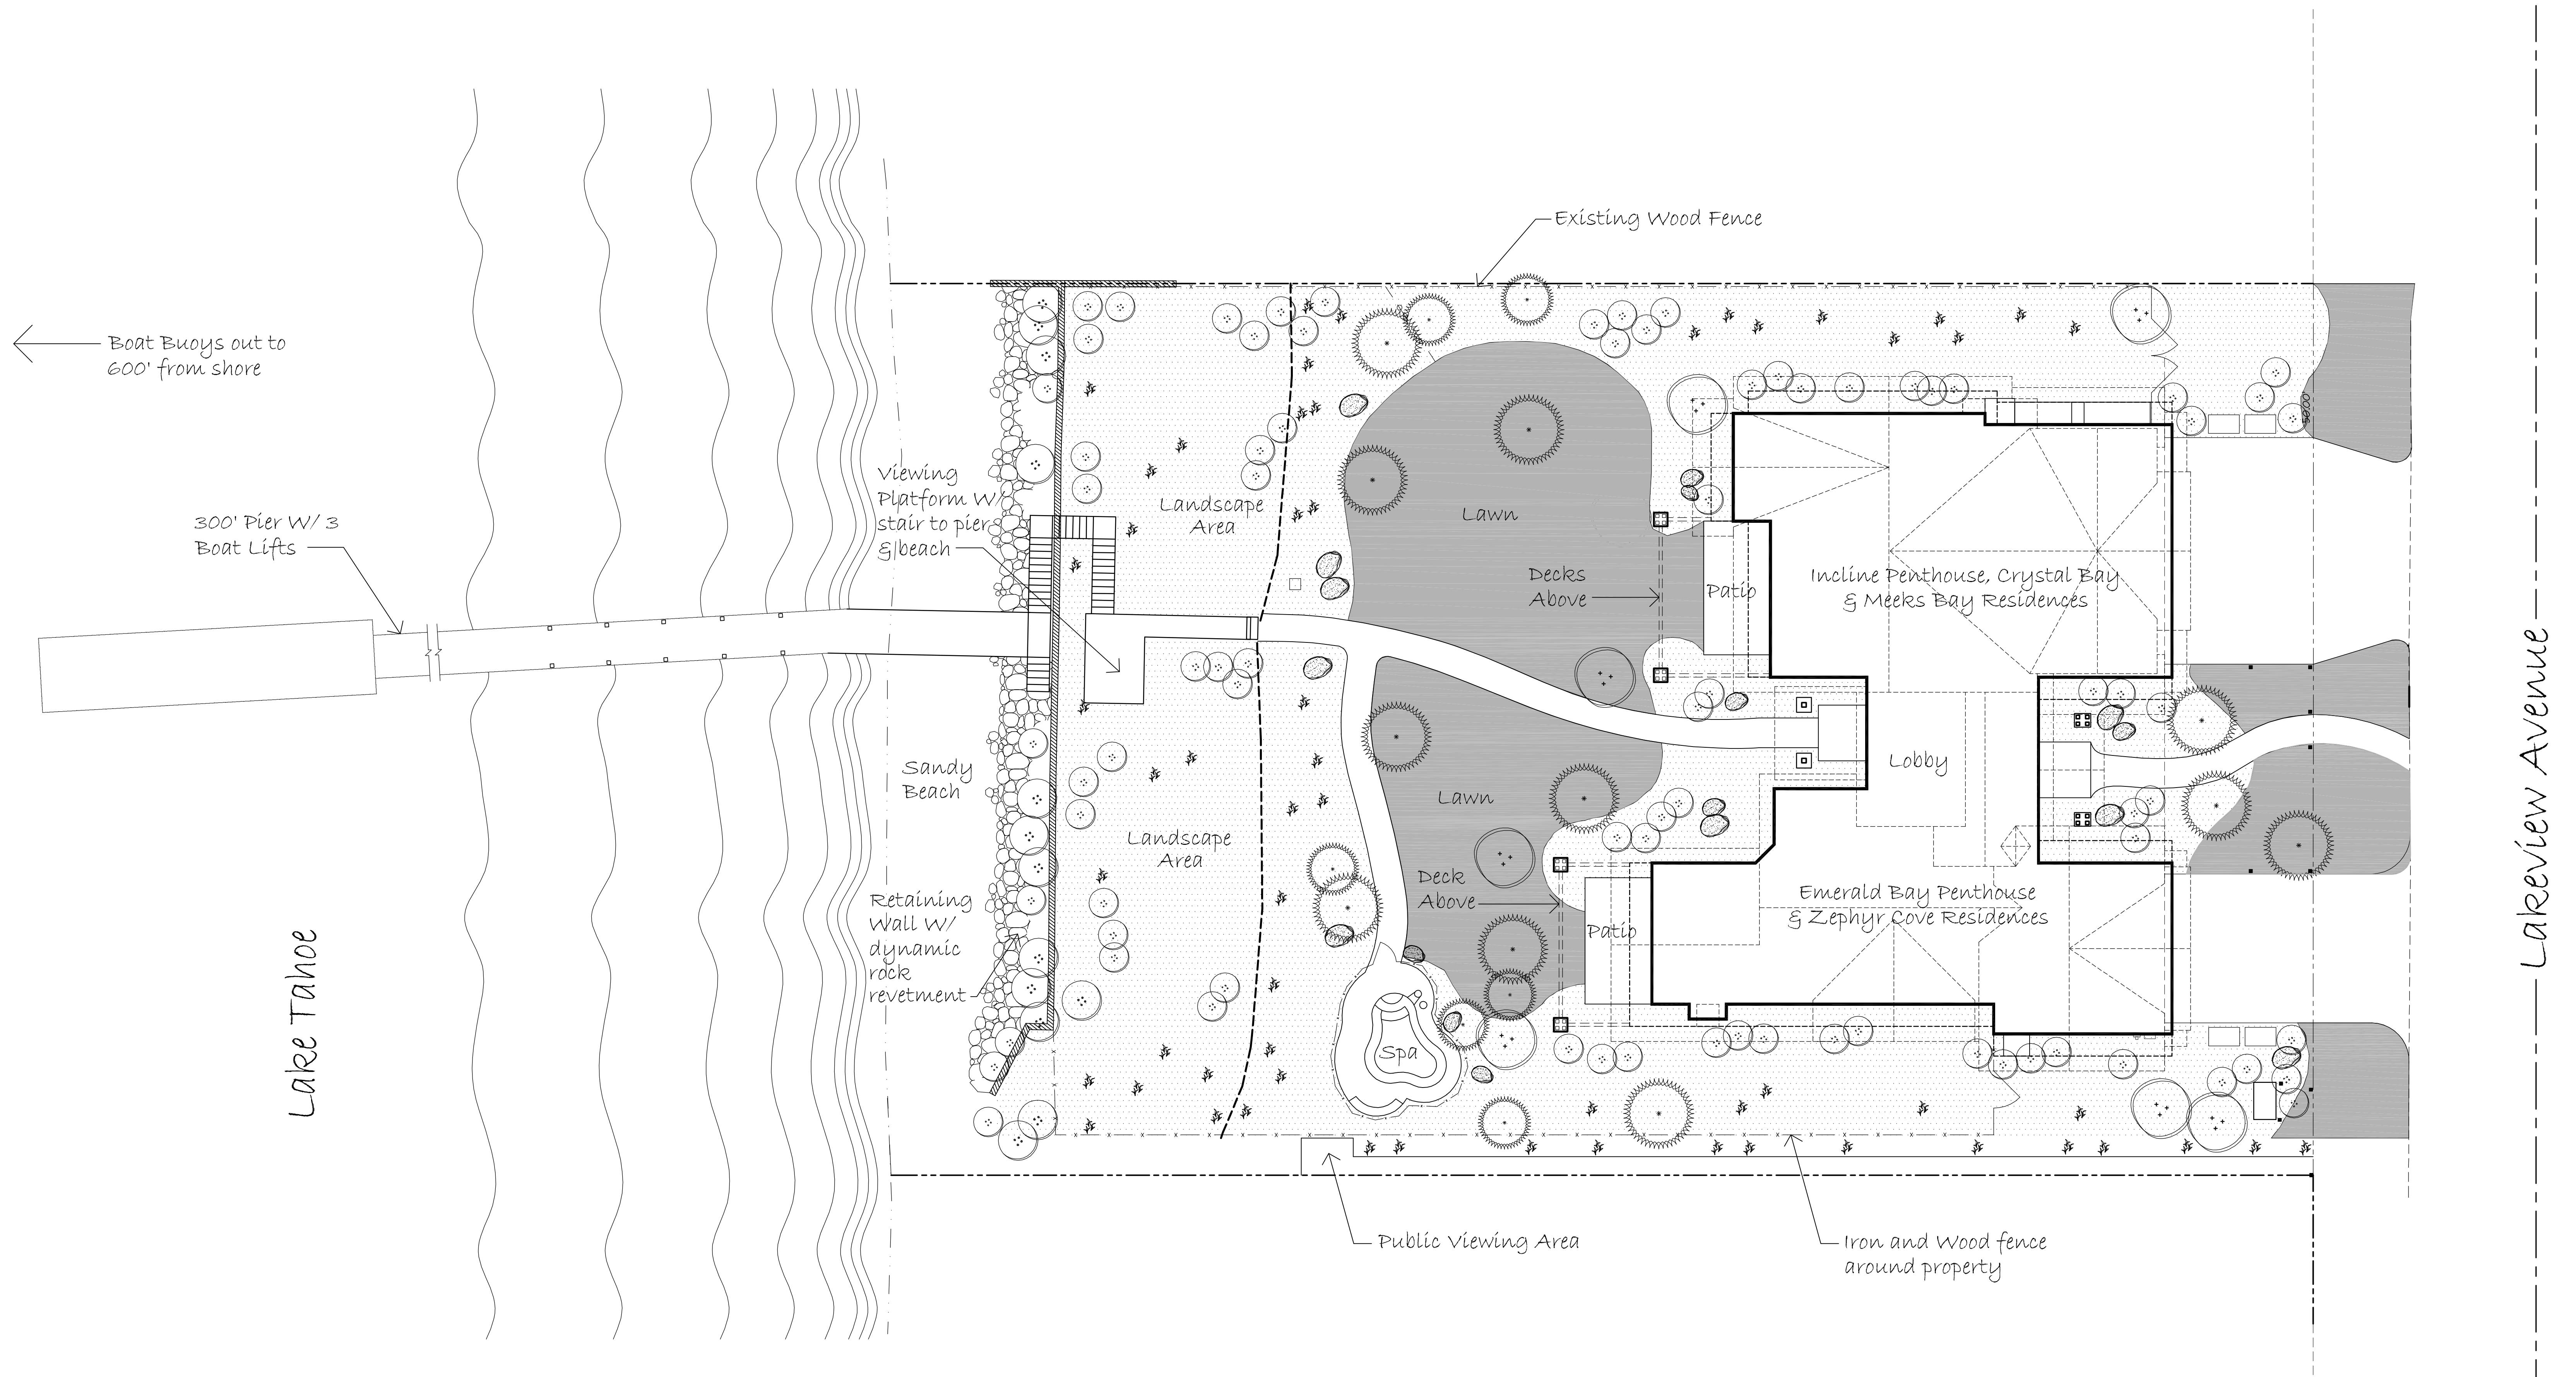 Existing Wood Fence
Boat Buoys out to
600' from shore
300' Pier W/ 3
Boat Lifts
Viewing
Platform W/
stair to pier
& beach
Landscape
Area
Lawn
Decks
Above
Patio
Incline Penthouse, Crystal Bay
& Meeks Bay Residences
Lobby
Lakeview Avenue
Sandy
Beach
Landscape
Area
Lawn
Deck
Above
Patio
Emerald Bay Penthouse
& Zephyr Cove Residences
Retaining
Wall W/
dynamic
rock
revetment
Lake Tahoe
Spa
Public Viewing Area
Iron and Wood fence
around property